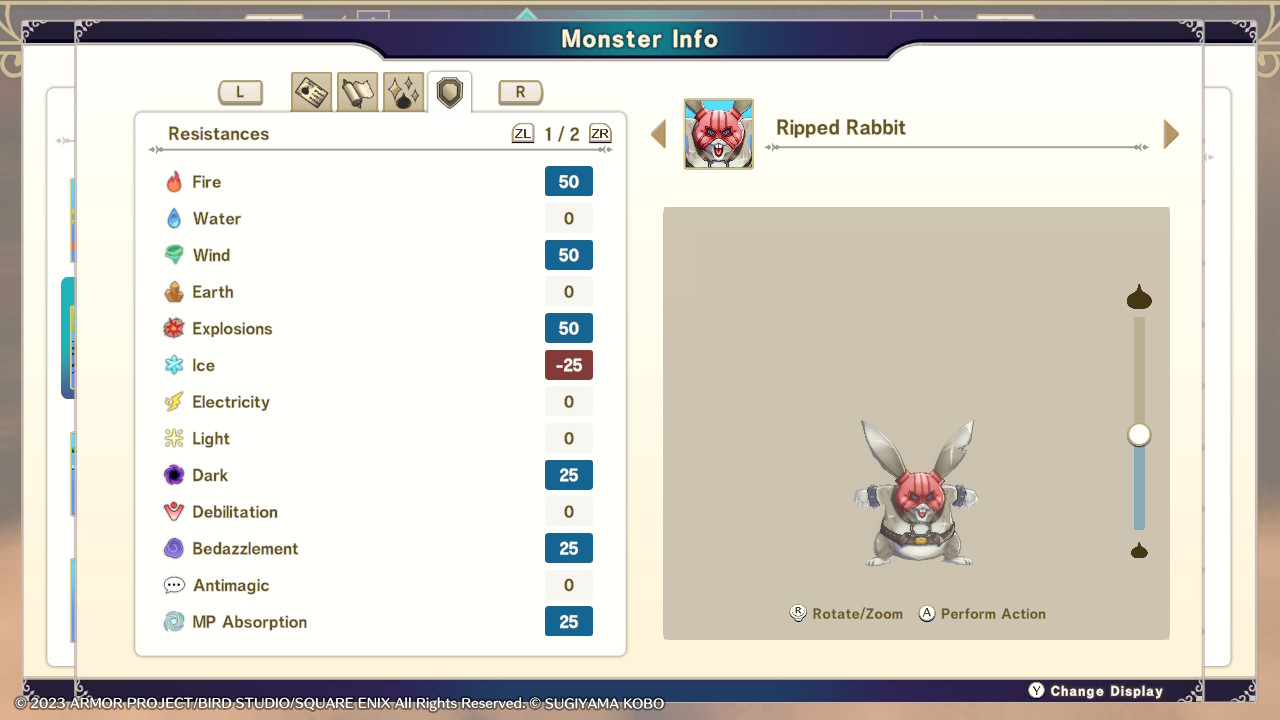 Monster Info
L
R
Resistances
ZL 1 / 2 ZR
Fire 50
Water 0
Wind 50
Earth 0
Explosions 50
Ice -25
Electricity 0
Light 0
Dark 25
Debilitation 0
Bedazzlement 25
Antimagic 0
MP Absorption 25
Ripped Rabbit
R Rotate/Zoom A Perform Action
Y Change Display
© 2023 ARMOR PROJECT/BIRD STUDIO/SQUARE ENIX All Rights Reserved. © SUGIYAMA KOBO